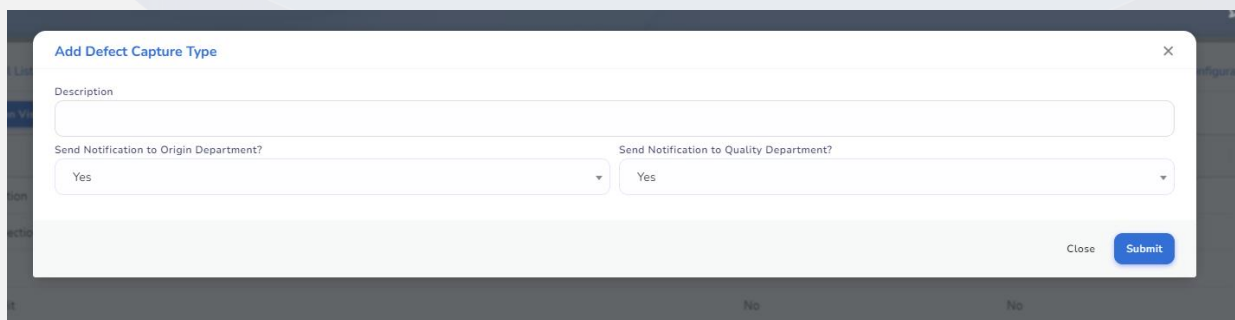 Add Defect Capture Type ×
List
Description
Send Notification to Origin Department? Send Notification to Quality Department?
Yes Yes
Close Submit
No No